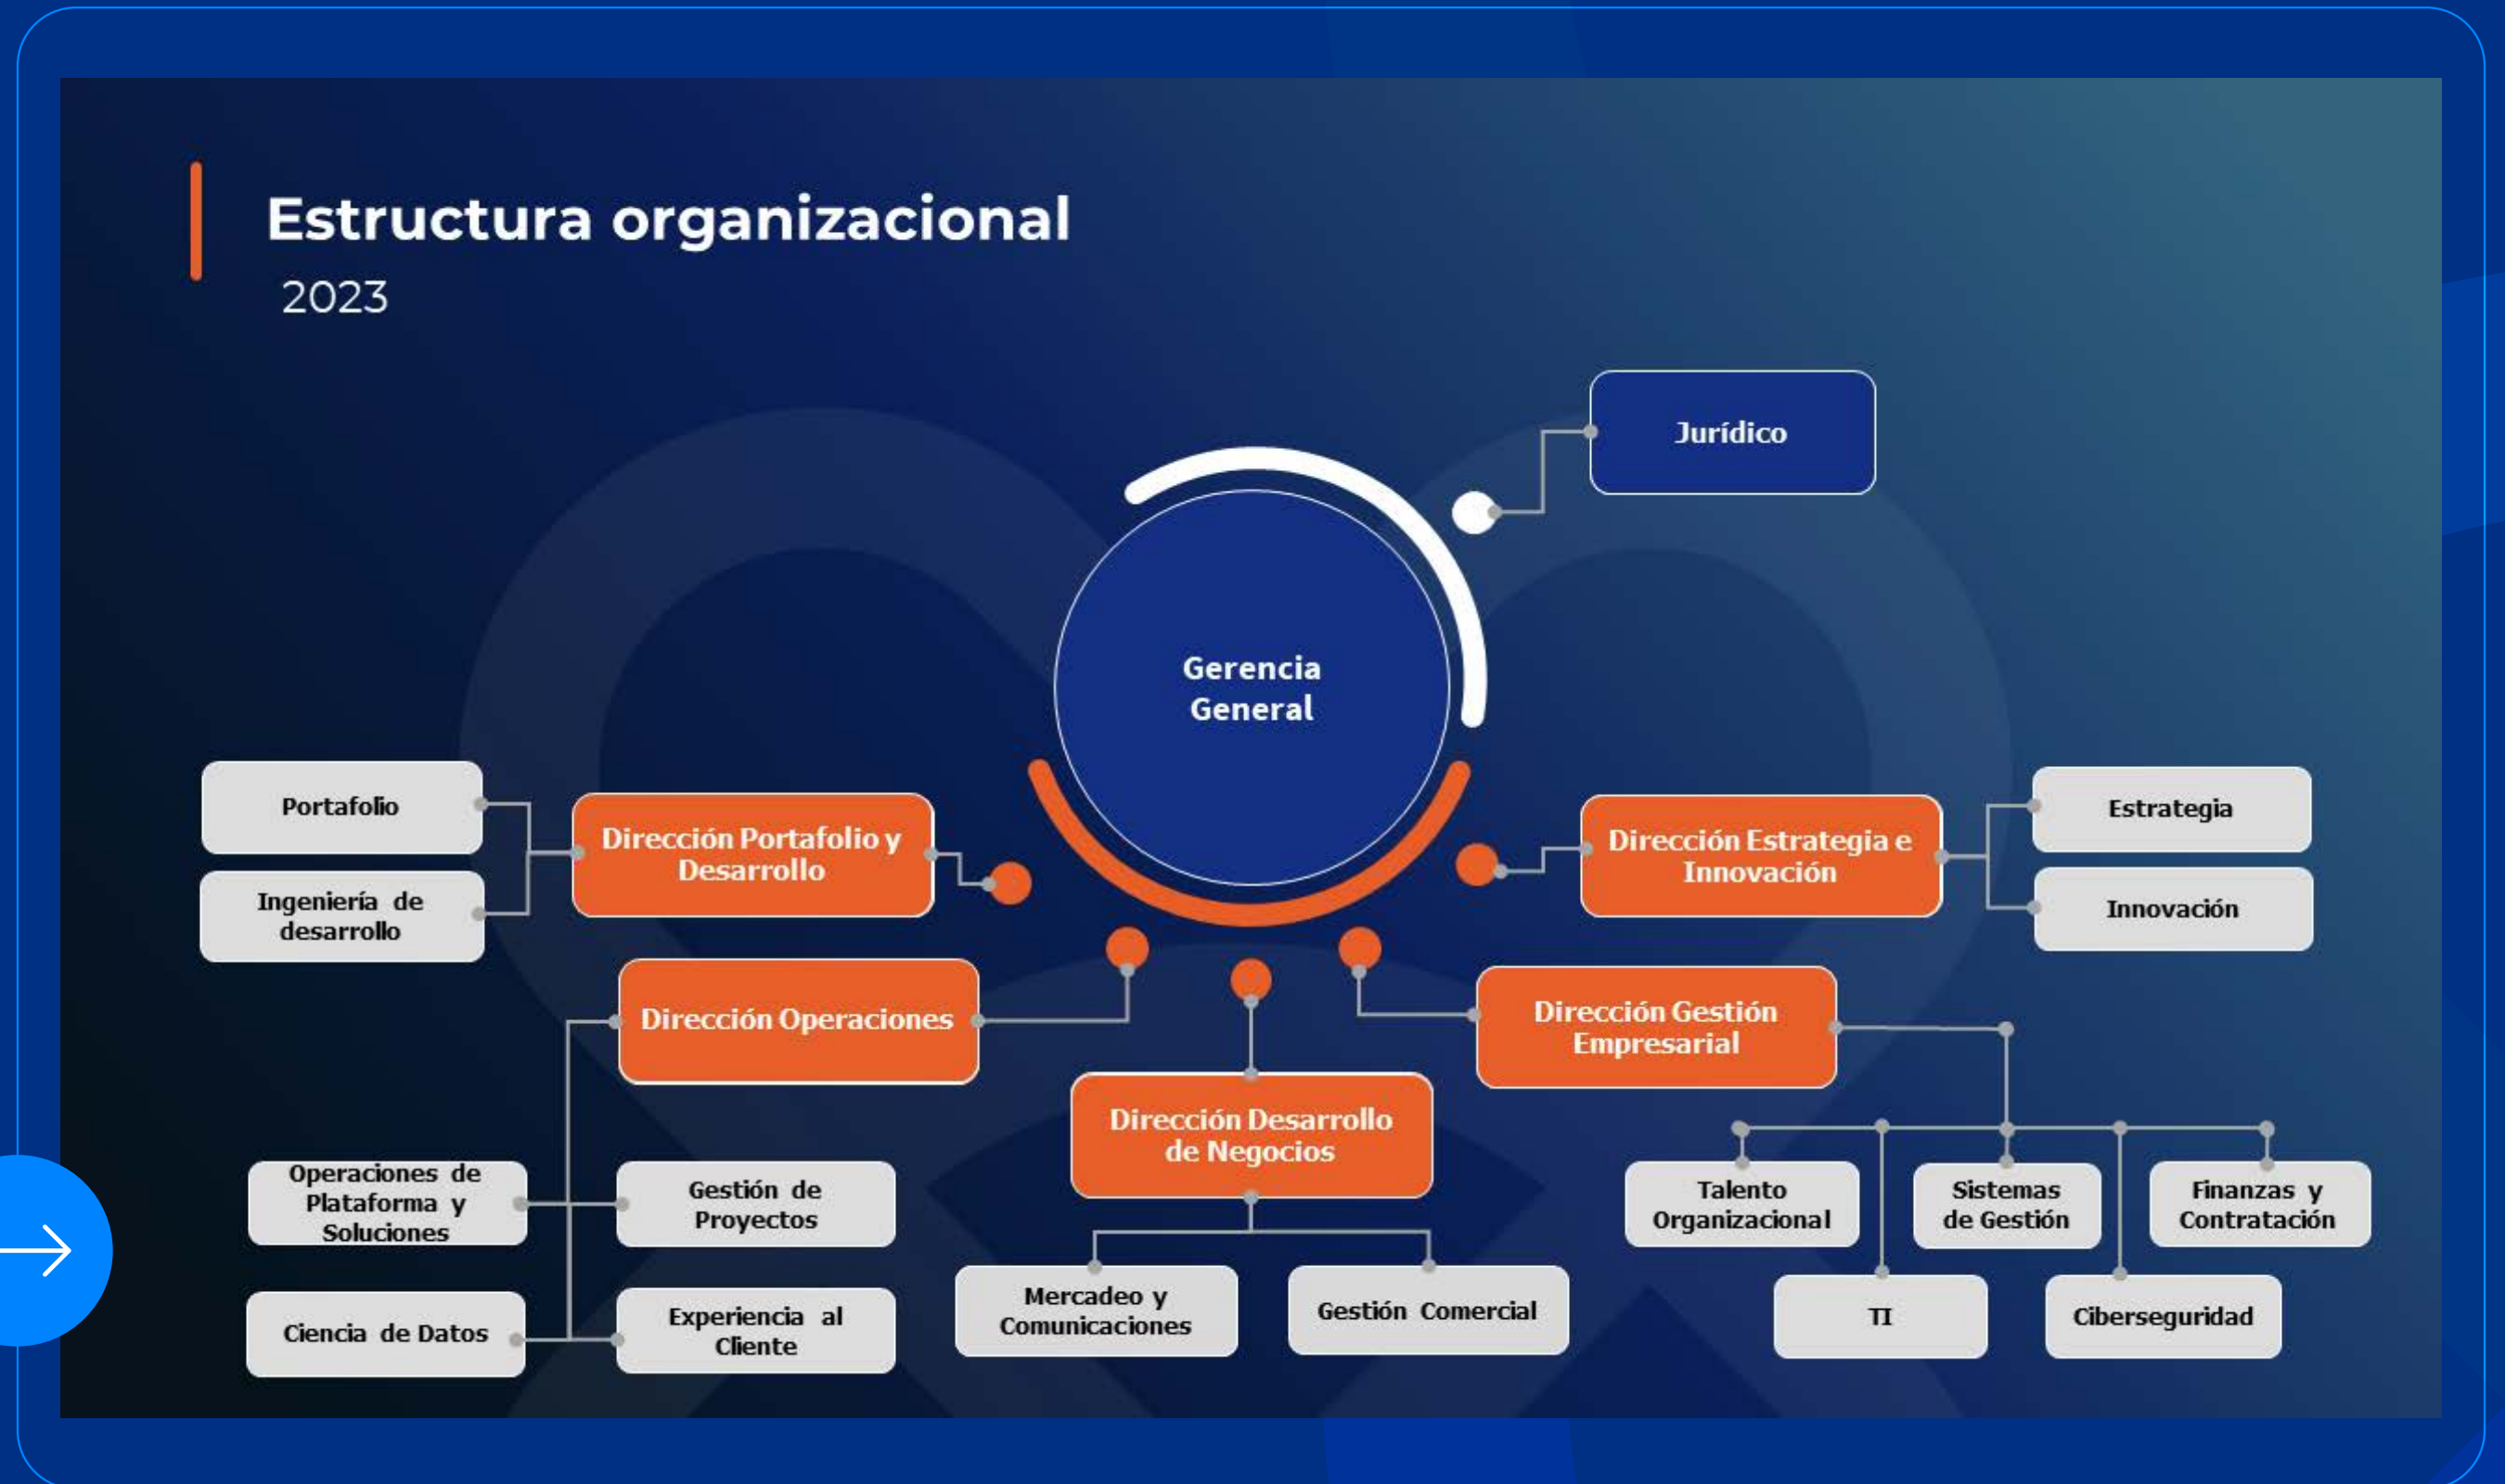 Estructura organizacional
2023
Jurídico
Gerencia
General
Portafolio
Ingeniería de
desarrollo
Dirección Portafolio y
Desarrollo
Dirección Estrategia e
Innovación
Estrategia
Innovación
Dirección Operaciones
Dirección Gestión
Empresarial
Dirección Desarrollo
de Negocios
Operaciones de
Plataforma y
Soluciones
Gestión de
Proyectos
Ciencia de Datos
Experiencia al
Cliente
Mercadeo y
Comunicaciones
Gestión Comercial
Talento
Organizacional
Sistemas
de Gestión
Finanzas y
Contratación
TI
Ciberseguridad